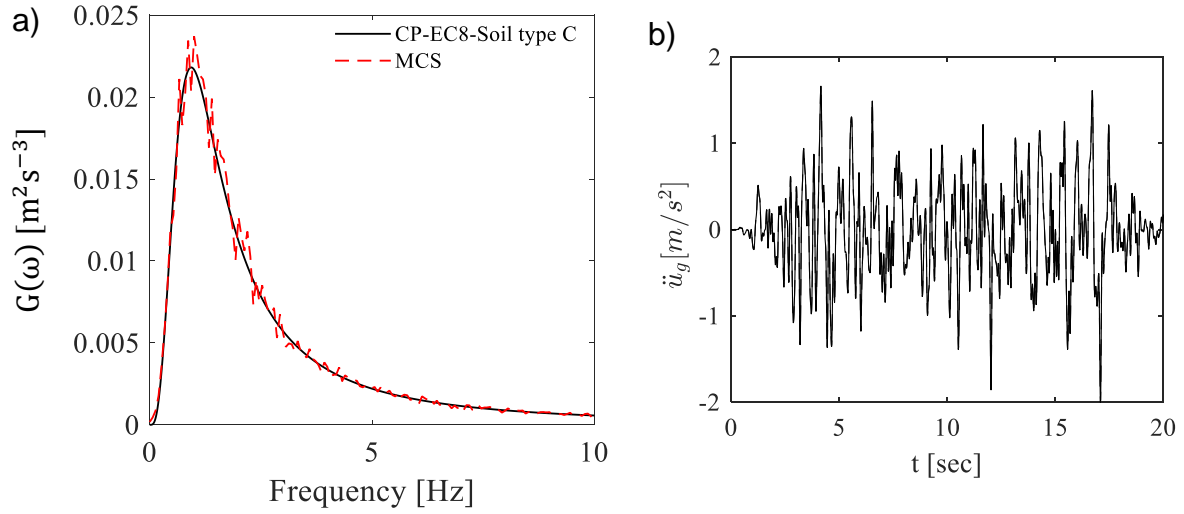 a)
0.025
0.02
0.015
0.01
0.005
0
G(ω) [m²s⁻³]
CP-EC8-Soil type C
MCS
0 5 10
Frequency [Hz]
b)
2
1
0
-1
-2
ü_g[m/s²]
0 5 10 15 20
t [sec]